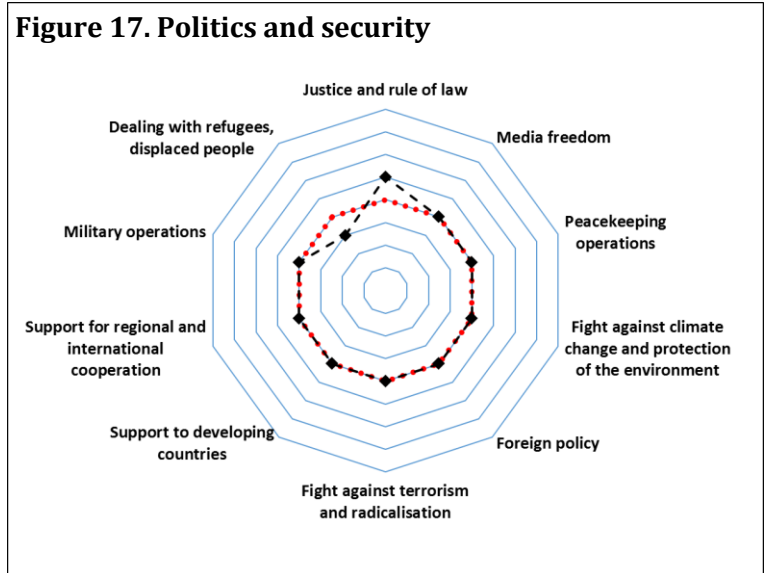 Figure 17. Politics and security
Justice and rule of law
Media freedom
Peacekeeping
operations
Fight against climate
change and protection
of the environment
Foreign policy
Fight against terrorism
and radicalisation
Support to developing
countries
Support for regional and
international
cooperation
Military operations
Dealing with refugees,
displaced people